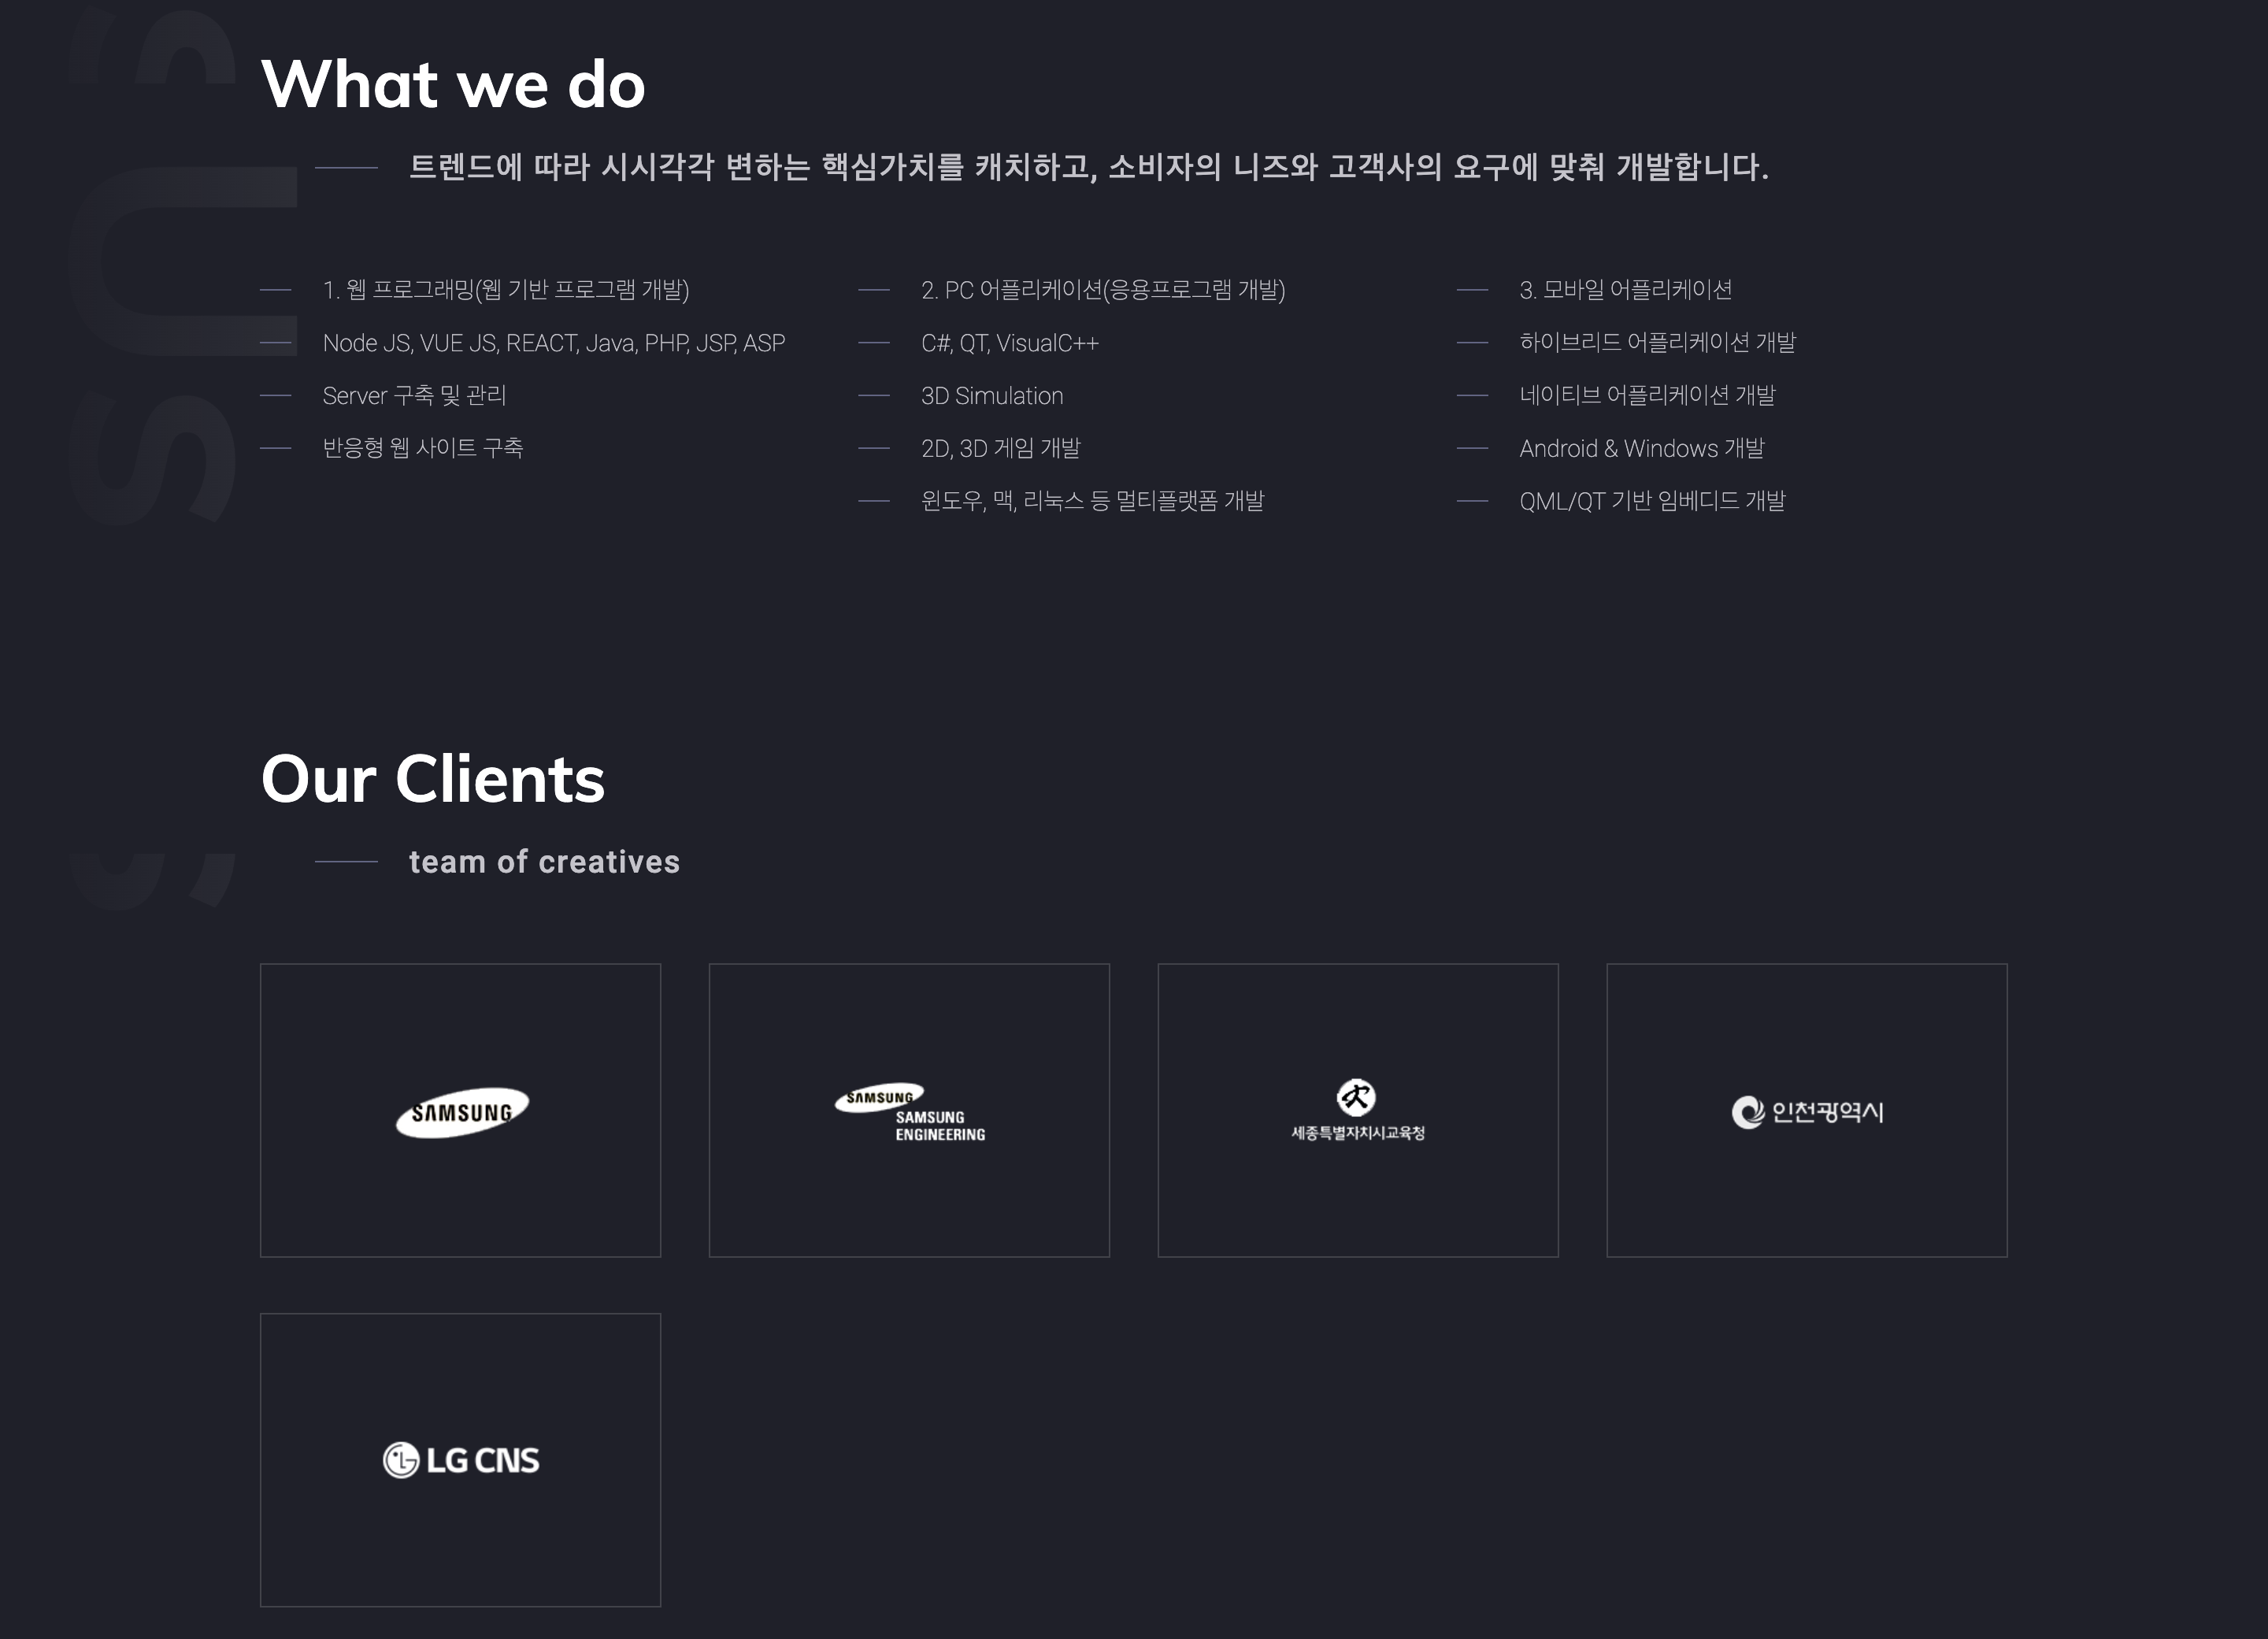 What we do
트렌드에 따라 시시각각 변하는 핵심가치를 캐치하고, 소비자의 니즈와 고객사의 요구에 맞춰 개발합니다.
1. 웹 프로그래밍(웹 기반 프로그램 개발)
Node JS, VUE JS, REACT, Java, PHP, JSP, ASP
Server 구축 및 관리
반응형 웹 사이트 구축
2. PC 어플리케이션(응용프로그램 개발)
C#, QT, VisualC++
3D Simulation
2D, 3D 게임 개발
윈도우, 맥, 리눅스 등 멀티플랫폼 개발
3. 모바일 어플리케이션
하이브리드 어플리케이션 개발
네이티브 어플리케이션 개발
Android & Windows 개발
QML/QT 기반 임베디드 개발
Our Clients
team of creatives
SAMSUNG
SAMSUNG
SAMSUNG
ENGINEERING
세종특별자치시교육청
인천광역시
LG CNS